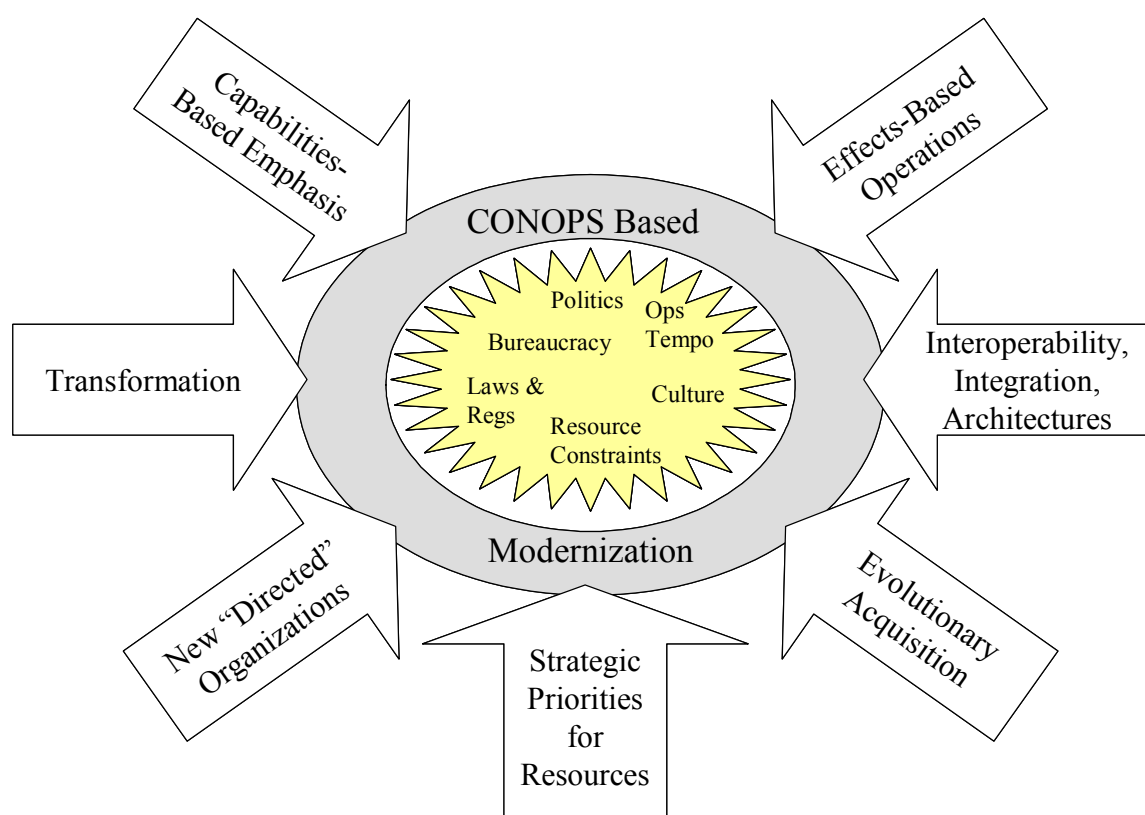 Capabilities-
Based Emphasis
Effects-Based
Operations
CONOPS Based
Politics
Ops
Tempo
Bureaucracy
Laws &
Regs
Culture
Resource
Constraints
Transformation
Interoperability,
Integration,
Architectures
Modernization
New “Directed”
Organizations
Strategic
Priorities
for
Resources
Evolutionary
Acquisition